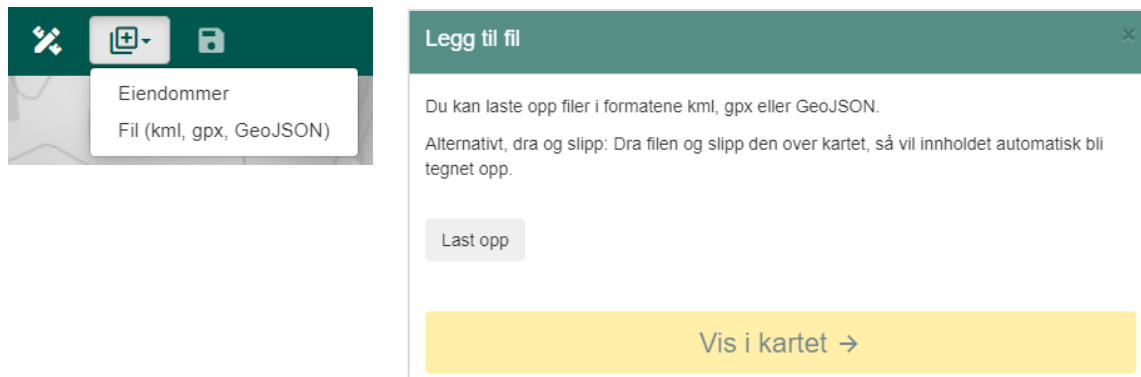 Eiendommer
Fil (kml, gpx, GeoJSON)
Legg til fil
Du kan laste opp filer i formatene kml, gpx eller GeoJSON.
Alternativt, dra og slipp: Dra filen og slipp den over kartet, så vil innholdet automatisk bli
tegnet opp.
Last opp
Vis i kartet →